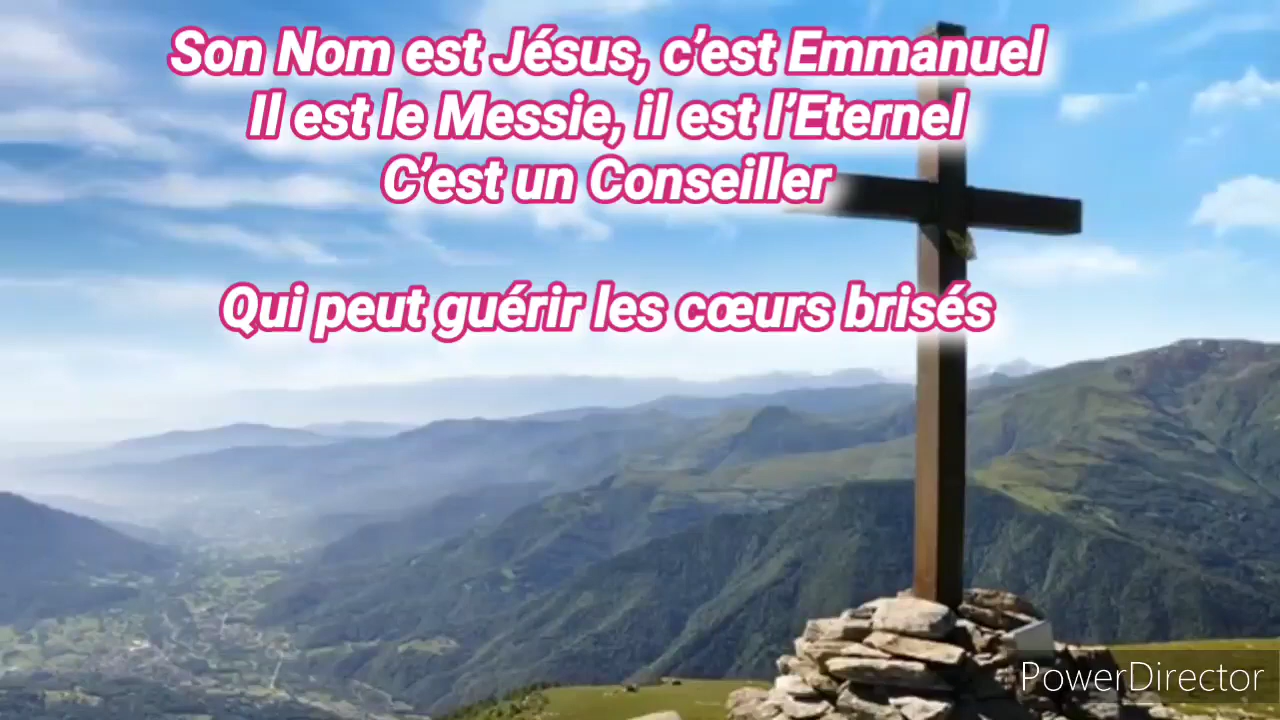 Son Nom est Jésus, c’est Emmanuel
Il est le Messie, il est l’Eternel
C’est un Conseiller
Qui peut guérir les cœurs brisés
PowerDirector